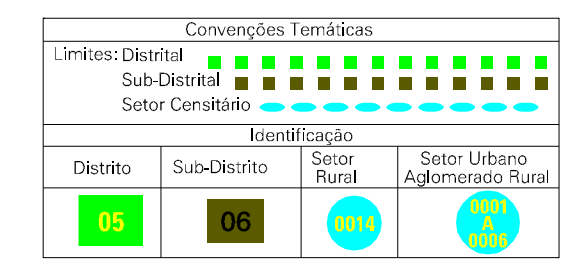 Convenções Temáticas
Limites: Distrital
Sub-Distrital
Setor Censitário
Identificação
Distrito
Sub-Distrito
Setor
Rural
Setor Urbano
Aglomerado Rural
05
06
0014
0001
A
0006